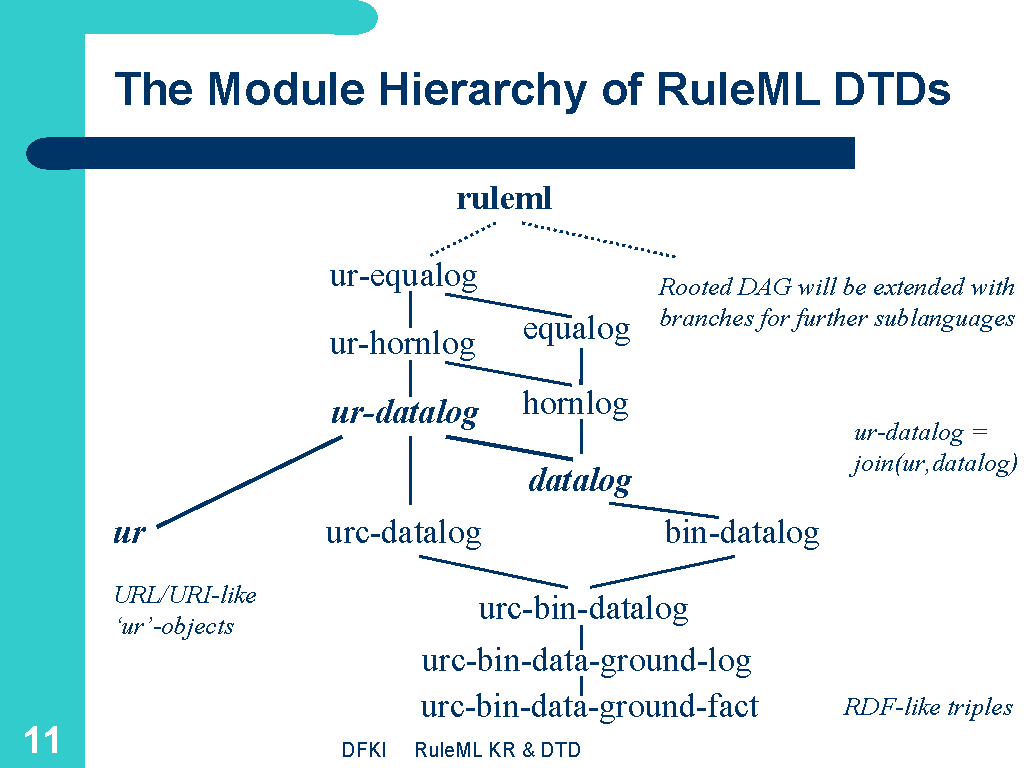 The Module Hierarchy of RuleML DTDs
ruleml
ur-equalog
Rooted DAG will be extended with
branches for further sublanguages
equalog
ur-hornlog
hornlog
ur-datalog
ur-datalog =
join(ur,datalog)
datalog
ur
urc-datalog
bin-datalog
URL/URI-like
‘ur’-objects
urc-bin-datalog
urc-bin-data-ground-log
urc-bin-data-ground-fact
RDF-like triples
11
DFKI RuleML KR & DTD